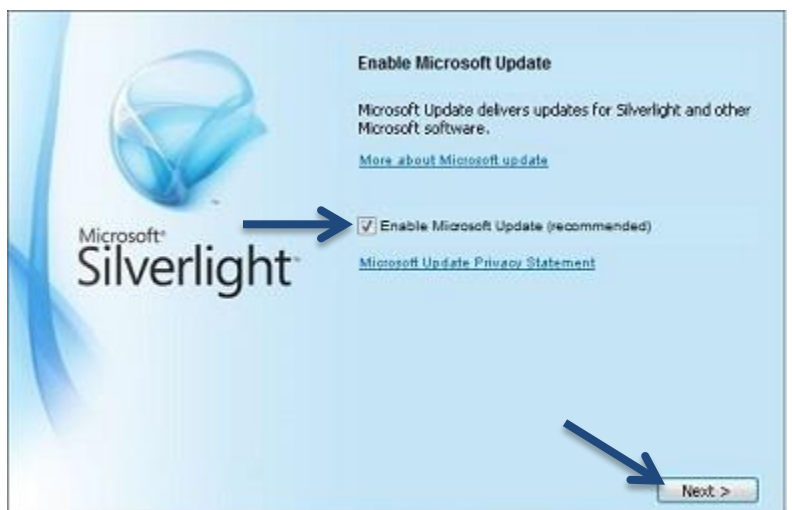 Enable Microsoft Update
Microsoft Update delivers updates for Silverlight and other
Microsoft software.
More about Microsoft update
Enable Microsoft Update (recommended)
Microsoft®
Silverlight™
Microsoft Update Privacy Statement
Next >